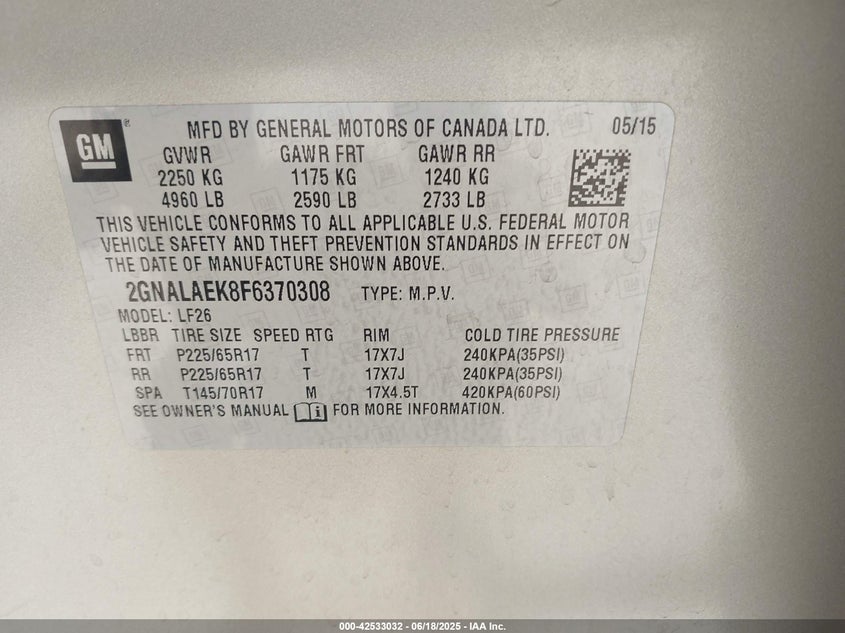 GM ® MFD BY GENERAL MOTORS OF CANADA LTD. 05/15
GVWR GAWR FRT GAWR RR
2250 KG 1175 KG 1240 KG
4960 LB 2590 LB 2733 LB
THIS VEHICLE CONFORMS TO ALL APPLICABLE U.S. FEDERAL MOTOR
VEHICLE SAFETY AND THEFT PREVENTION STANDARDS IN EFFECT ON
THE DATE OF MANUFACTURE SHOWN ABOVE.
2GNALAEK8F6370308 TYPE: M.P.V.
MODEL: LF26
LBBR TIRE SIZE SPEED RTG RIM COLD TIRE PRESSURE
FRT P225/65R17 T 17X7J 240KPA(35PSI)
RR P225/65R17 T 17X7J 240KPA(35PSI)
SPA T145/70R17 M 17X4.5T 420KPA(60PSI)
SEE OWNER'S MANUAL FOR MORE INFORMATION.
000-42533032 - 06/18/2025 - IAA Inc.